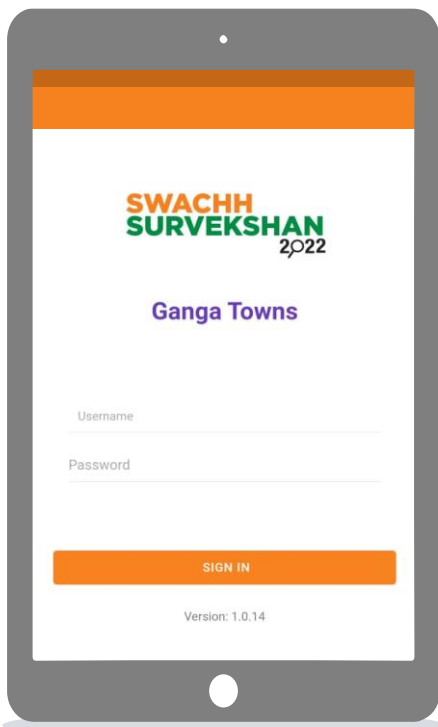 SWACHH
SURVEKSHAN
2022
Ganga Towns
Username
Password
SIGN IN
Version: 1.0.14